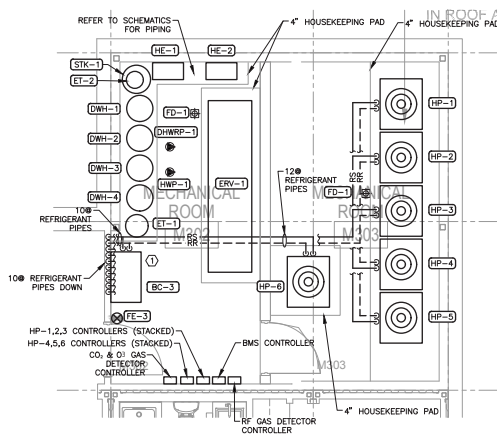 IN ROOF A
REFER TO SCHEMATICS
FOR PIPING
4" HOUSEKEEPING PAD
4" HOUSEKEEPING PAD
HE-1
HE-2
STK-1
ET-2
DWH-1
DWH-2
DWH-3
DWH-4
FD-1
DHWRP-1
HWP-1
ERV-1
ET-1
MECHANICAL
ROOM
M302
12@
REFRIGERANT
PIPES
MECHANICAL
ROOM
M303
FD-1
RS
RR
HP-1
HP-2
HP-3
HP-4
HP-5
HP-6
10@
REFRIGERANT
PIPES
RS
RR
10@ REFRIGERANT
PIPES DOWN
1
BC-3
FE-3
HP-1,2,3 CONTROLLERS (STACKED)
HP-4,5,6 CONTROLLERS (STACKED)
CO₂ & O³ GAS
DETECTOR
CONTROLLER
BMS CONTROLLER
M303
4" HOUSEKEEPING PAD
RF GAS DETECTOR
CONTROLLER